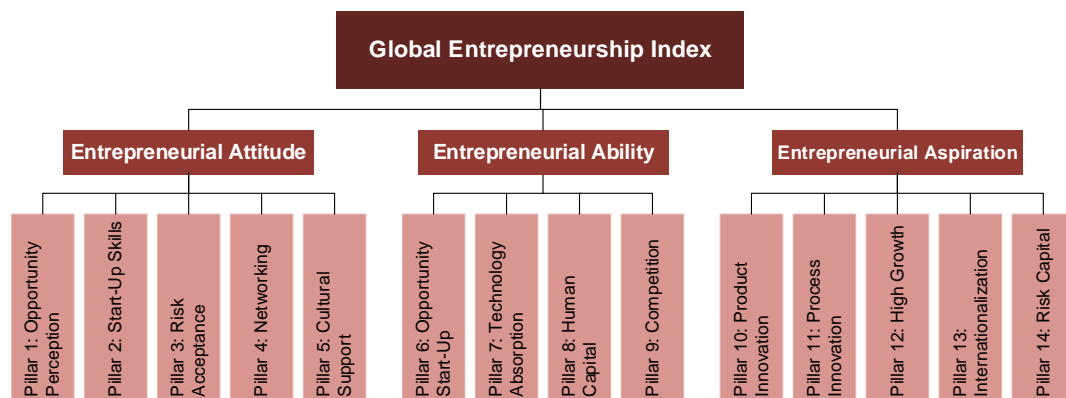 Global Entrepreneurship Index
Entrepreneurial Attitude
Entrepreneurial Ability
Entrepreneurial Aspiration
Pillar 1: Opportunity
Perception
Pillar 2: Start-Up Skills
Pillar 3: Risk
Acceptance
Pillar 4: Networking
Pillar 5: Cultural
Support
Pillar 6: Opportunity
Start-Up
Pillar 7: Technology
Absorption
Pillar 8: Human
Capital
Pillar 9: Competition
Pillar 10: Product
Innovation
Pillar 11: Process
Innovation
Pillar 12: High Growth
Pillar 13:
Internationalization
Pillar 14: Risk Capital